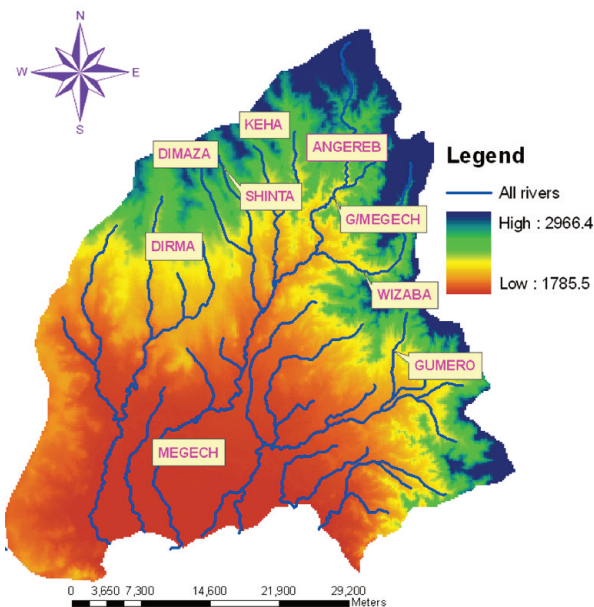 N
W E
S
KEHA
DIMAZA
ANGEREB
SHINTA
G/MEGECH
DIRMA
WIZABA
GUMERO
MEGECH
Legend
All rivers
High : 2966.4
Low : 1785.5
0 3,650 7,300 14,600 21,900 29,200
Meters